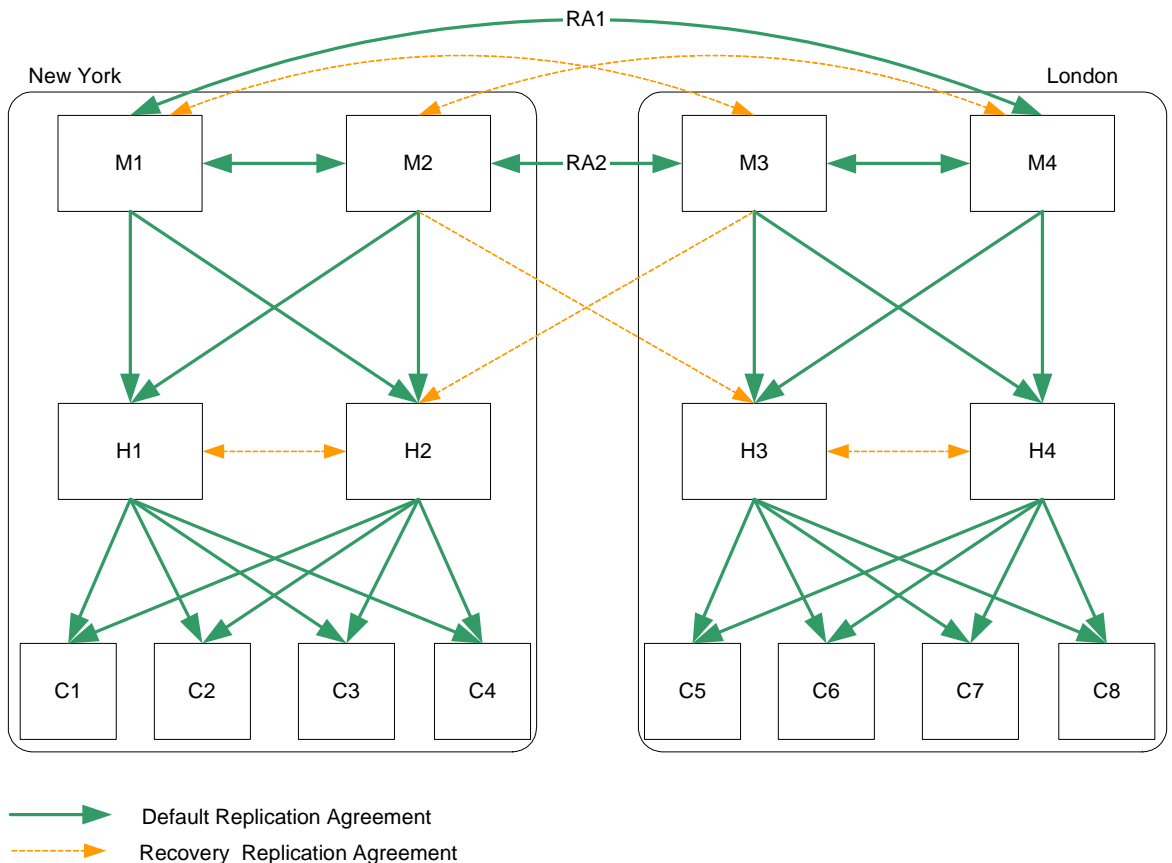 RA1
New York
London
M1
M2
RA2
M3
M4
H1
H2
H3
H4
C1
C2
C3
C4
C5
C6
C7
C8
Default Replication Agreement
Recovery Replication Agreement